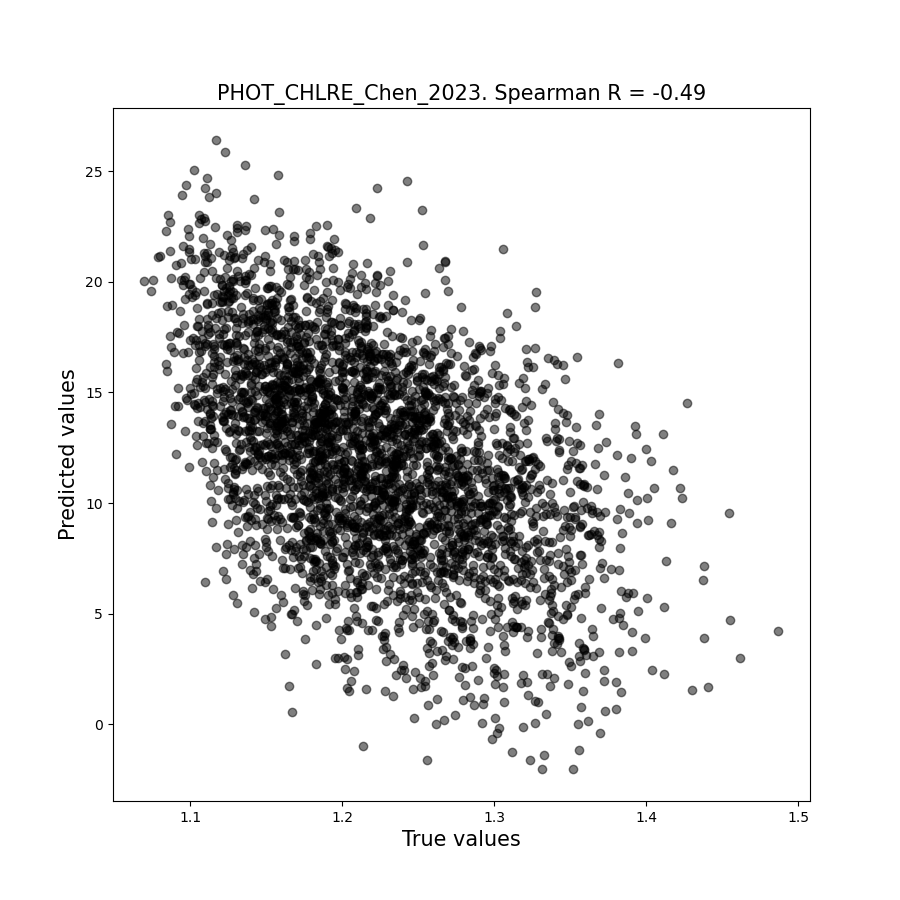 PHOT_CHLRE_Chen_2023. Spearman R = -0.49
25
20
15
10
5
0
Predicted values
1.1 1.2 1.3 1.4 1.5
True values